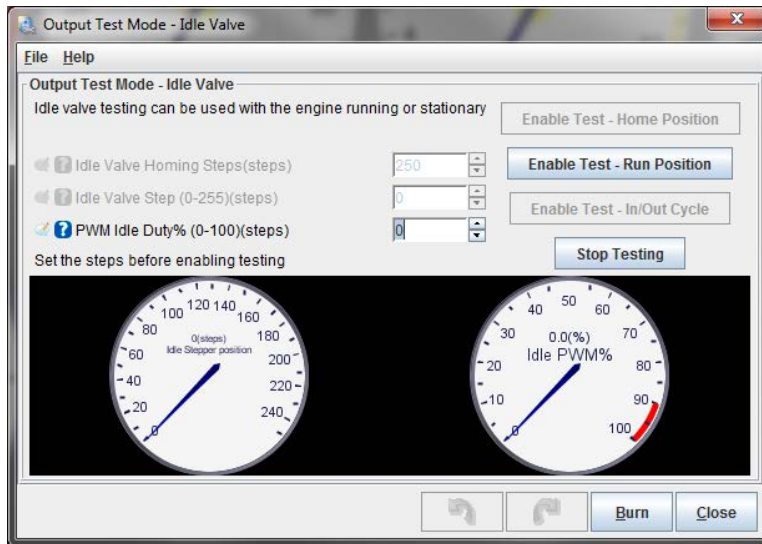 Output Test Mode - Idle Valve
X
File Help
Output Test Mode - Idle Valve
Idle valve testing can be used with the engine running or stationary
Enable Test - Home Position
? Idle Valve Homing Steps(steps)
250
Enable Test - Run Position
? Idle Valve Step (0-255)(steps)
0
Enable Test - In/Out Cycle
? PWM Idle Duty% (0-100)(steps)
0
Set the steps before enabling testing
Stop Testing
0 20 40 60 80 100 120 140 160 180 200 220 240
0(steps)
Idle Stepper position
0 10 20 30 40 50 60 70 80 90 100
0.0(%)
Idle PWM%
Burn
Close